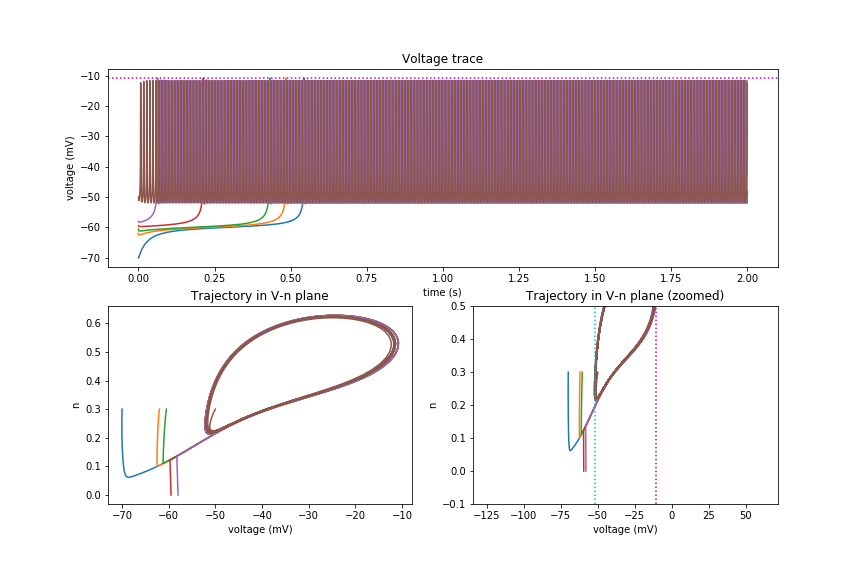 Voltage trace
−10
−20
−30
−40
−50
−60
−70
voltage (mV)
0.00 0.25 0.50 0.75 1.00 1.25 1.50 1.75 2.00
time (s)
Trajectory in V-n plane
0.6
0.5
0.4
0.3
0.2
0.1
0.0
n
−70 −60 −50 −40 −30 −20 −10
voltage (mV)
Trajectory in V-n plane (zoomed)
0.5
0.4
0.3
0.2
0.1
0.0
−0.1
n
−125 −100 −75 −50 −25 0 25 50
voltage (mV)